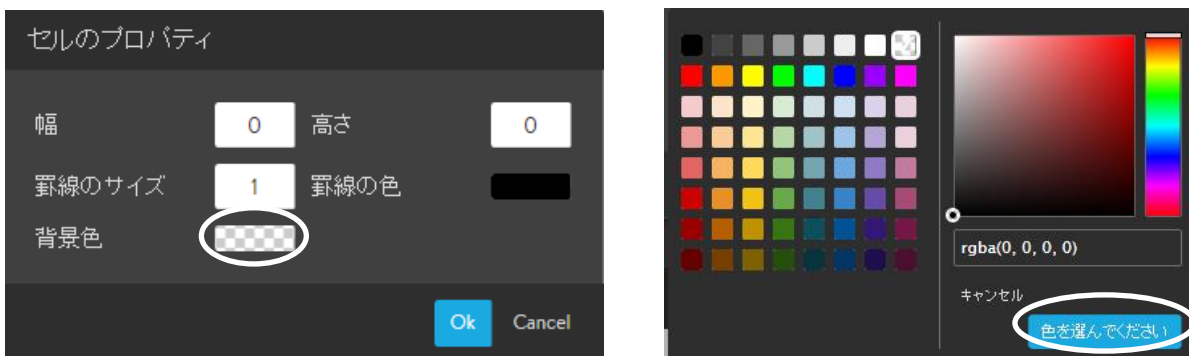 セルのプロパティ
幅 0 高さ 0
罫線のサイズ 1 罫線の色
背景色
Ok Cancel
rgba(0, 0, 0, 0)
キャンセル
色を選んでください